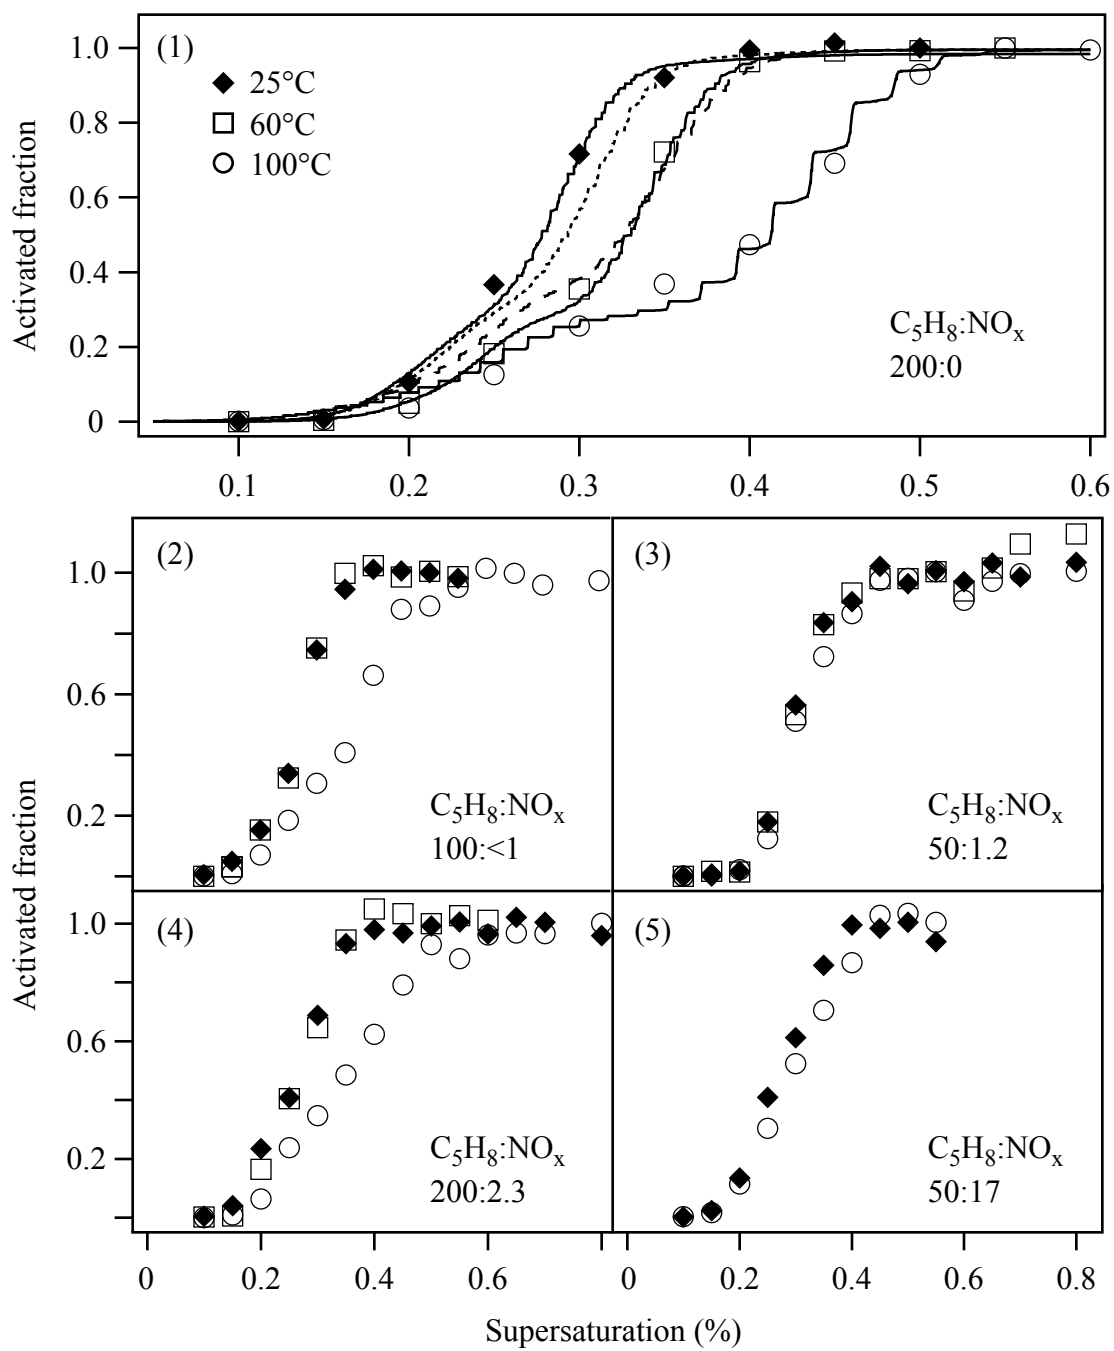 (1)
25°C
60°C
100°C
1.0
0.8
0.6
0.4
0.2
0
Activated fraction
C5H8:NOx
200:0
0.1 0.2 0.3 0.4 0.5 0.6
(2) (3)
1.0
0.6
0.2
C5H8:NOx C5H8:NOx
100:<1 50:1.2
Activated fraction
(4) (5)
1.0
0.6
0.2
C5H8:NOx C5H8:NOx
200:2.3 50:17
0 0.2 0.4 0.6 0 0.2 0.4 0.6 0.8
Supersaturation (%)